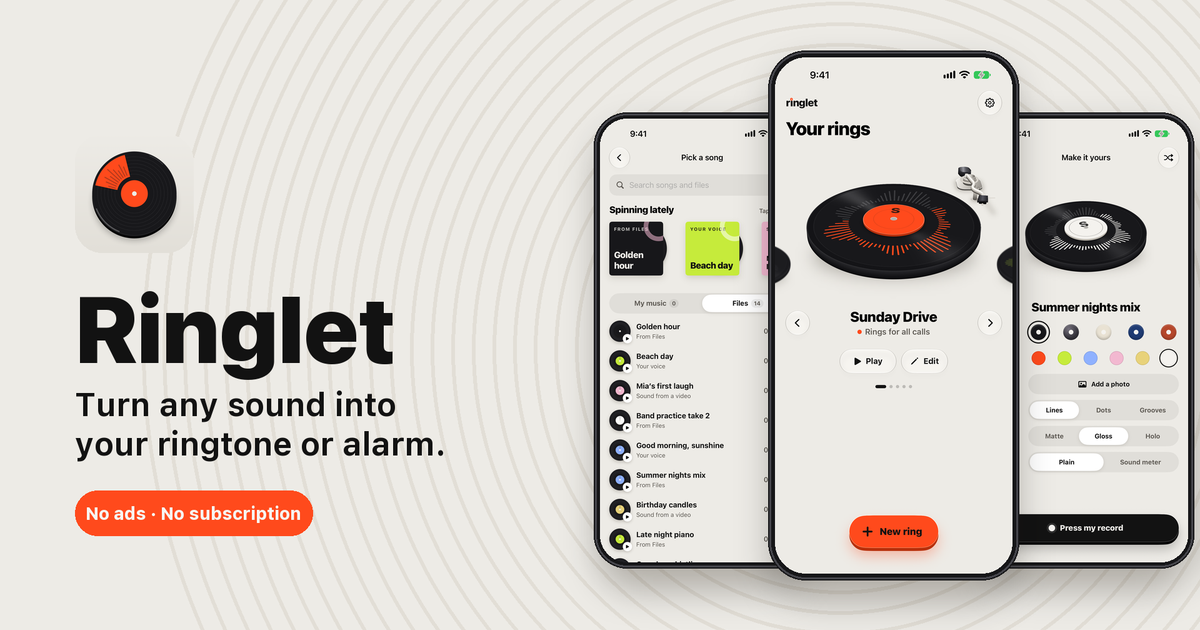 Ringlet
Turn any sound into
your ringtone or alarm.
No ads · No subscription
9:41
Pick a song
Search songs and files
Spinning lately
FROM FILES
Golden
hour
YOUR VOICE
Beach day
My music 0
Files 14
Golden hour
From Files
Beach day
Your voice
Mia's first laugh
Sound from a video
Band practice take 2
From Files
Good morning, sunshine
Your voice
Summer nights mix
From Files
Birthday candles
Sound from a video
Late night piano
From Files
9:41
ringlet
Your rings
S
Sunday Drive
Rings for all calls
Play
Edit
New ring
:41
Make it yours
S
Summer nights mix
Add a photo
Lines Dots Grooves
Matte Gloss Holo
Plain Sound meter
Press my record